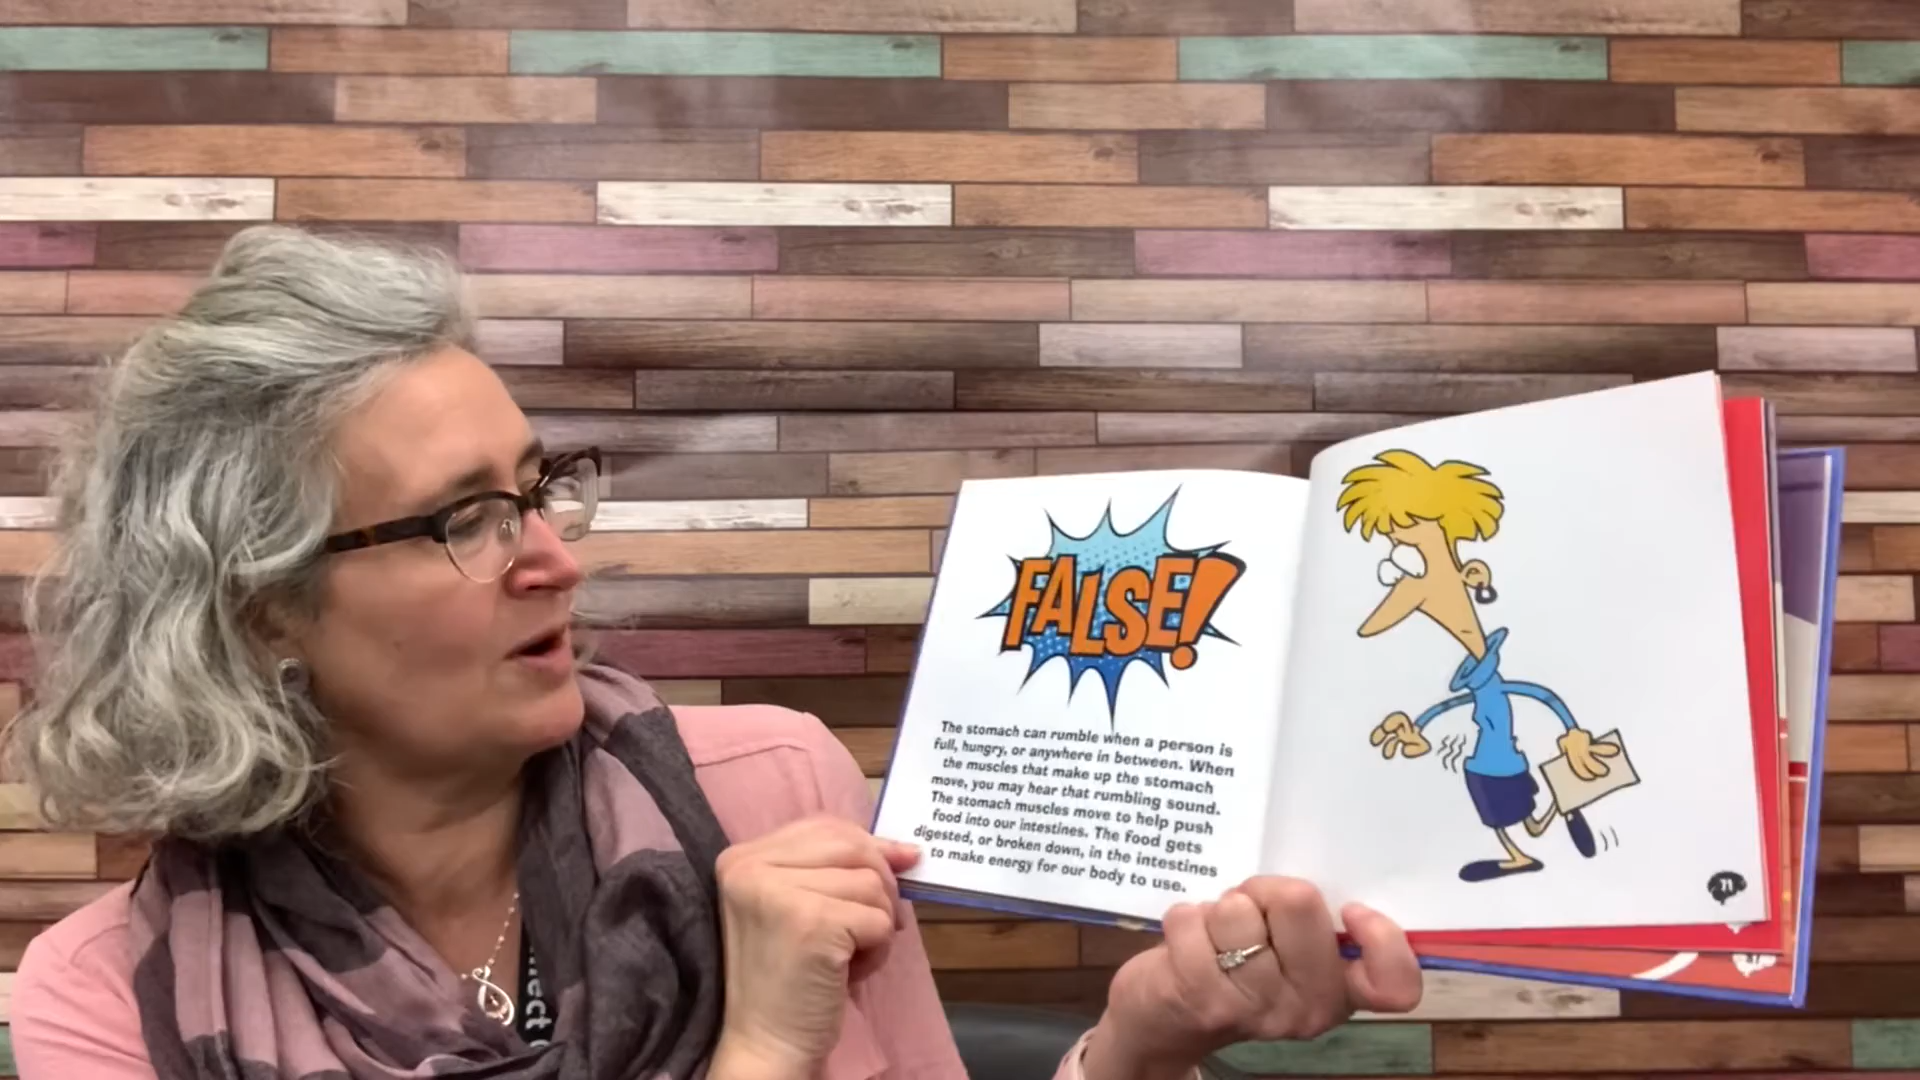 FALSE!
The stomach can rumble when a person is
full, hungry, or anywhere in between. When
the muscles that make up the stomach
move, you may hear that rumbling sound.
The stomach muscles move to help push
food into our intestines. The food gets
digested, or broken down, in the intestines
to make energy for our body to use.
71